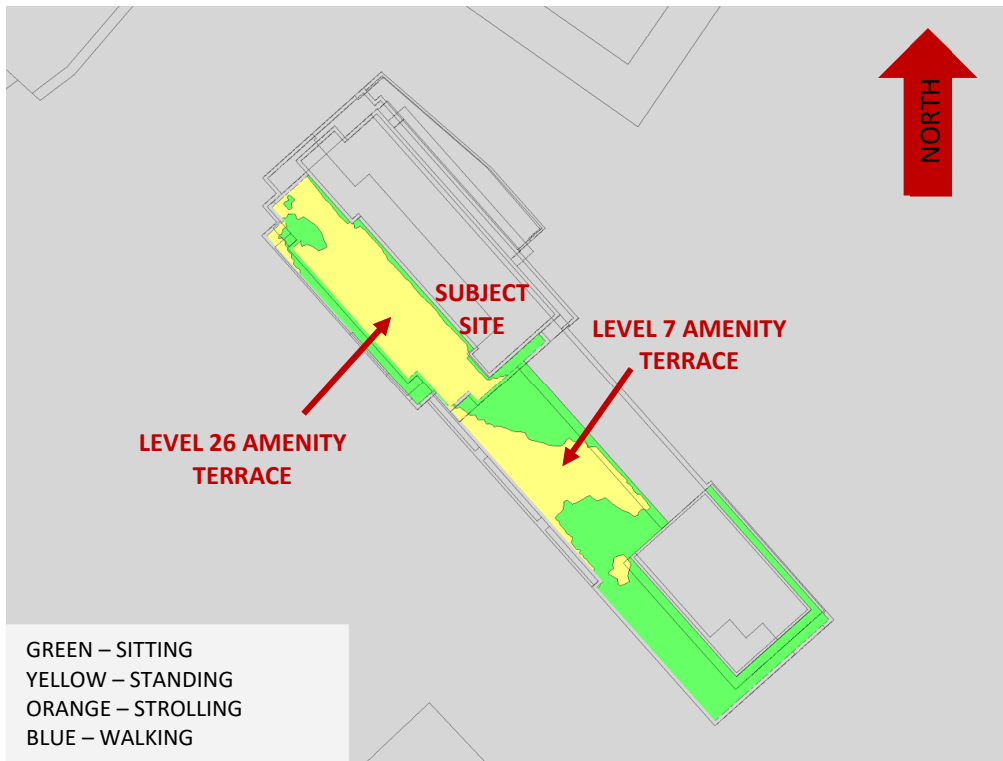 NORTH
SUBJECT
SITE
LEVEL 7 AMENITY
TERRACE
LEVEL 26 AMENITY
TERRACE
GREEN – SITTING
YELLOW – STANDING
ORANGE – STROLLING
BLUE – WALKING